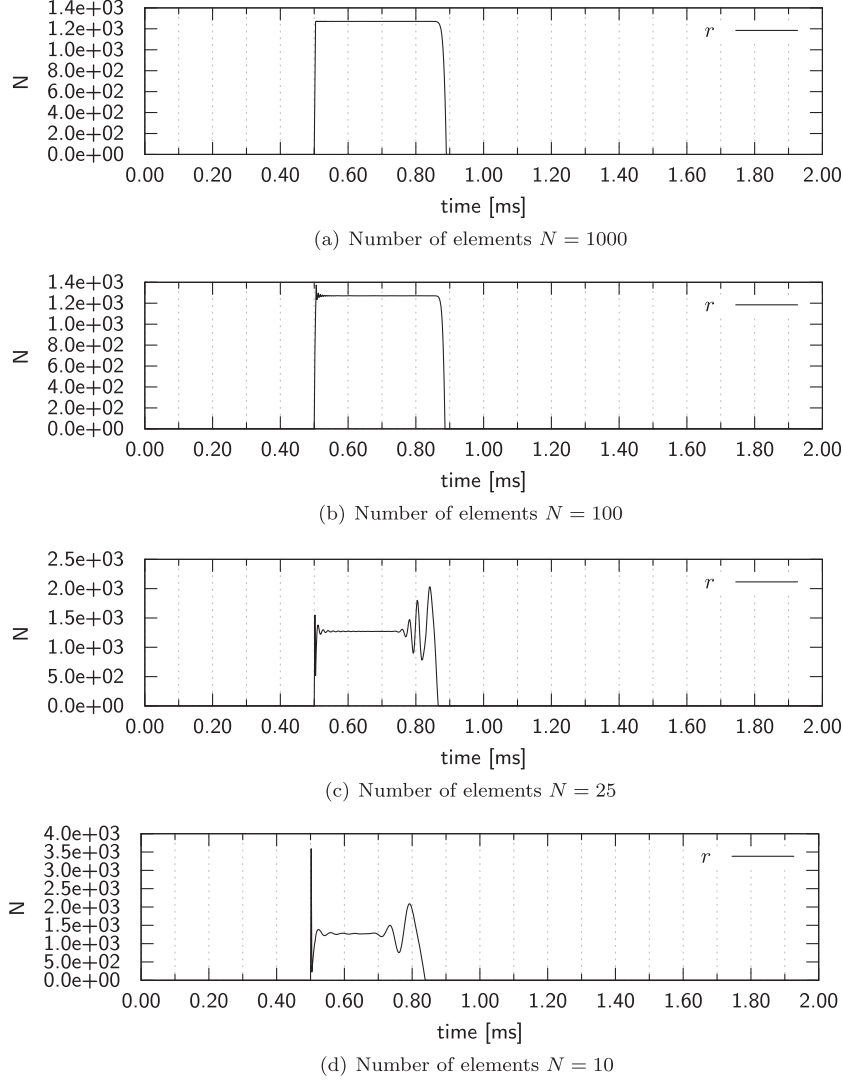 1.4e+03
1.2e+03
1.0e+03
8.0e+02
6.0e+02
4.0e+02
2.0e+02
0.0e+00
N
r
0.00 0.20 0.40 0.60 0.80 1.00 1.20 1.40 1.60 1.80 2.00
time [ms]
(a) Number of elements N = 1000
1.4e+03
1.2e+03
1.0e+03
8.0e+02
6.0e+02
4.0e+02
2.0e+02
0.0e+00
N
r
0.00 0.20 0.40 0.60 0.80 1.00 1.20 1.40 1.60 1.80 2.00
time [ms]
(b) Number of elements N = 100
2.5e+03
2.0e+03
1.5e+03
1.0e+03
5.0e+02
0.0e+00
N
r
0.00 0.20 0.40 0.60 0.80 1.00 1.20 1.40 1.60 1.80 2.00
time [ms]
(c) Number of elements N = 25
4.0e+03
3.5e+03
3.0e+03
2.5e+03
2.0e+03
1.5e+03
1.0e+03
5.0e+02
0.0e+00
N
r
0.00 0.20 0.40 0.60 0.80 1.00 1.20 1.40 1.60 1.80 2.00
time [ms]
(d) Number of elements N = 10